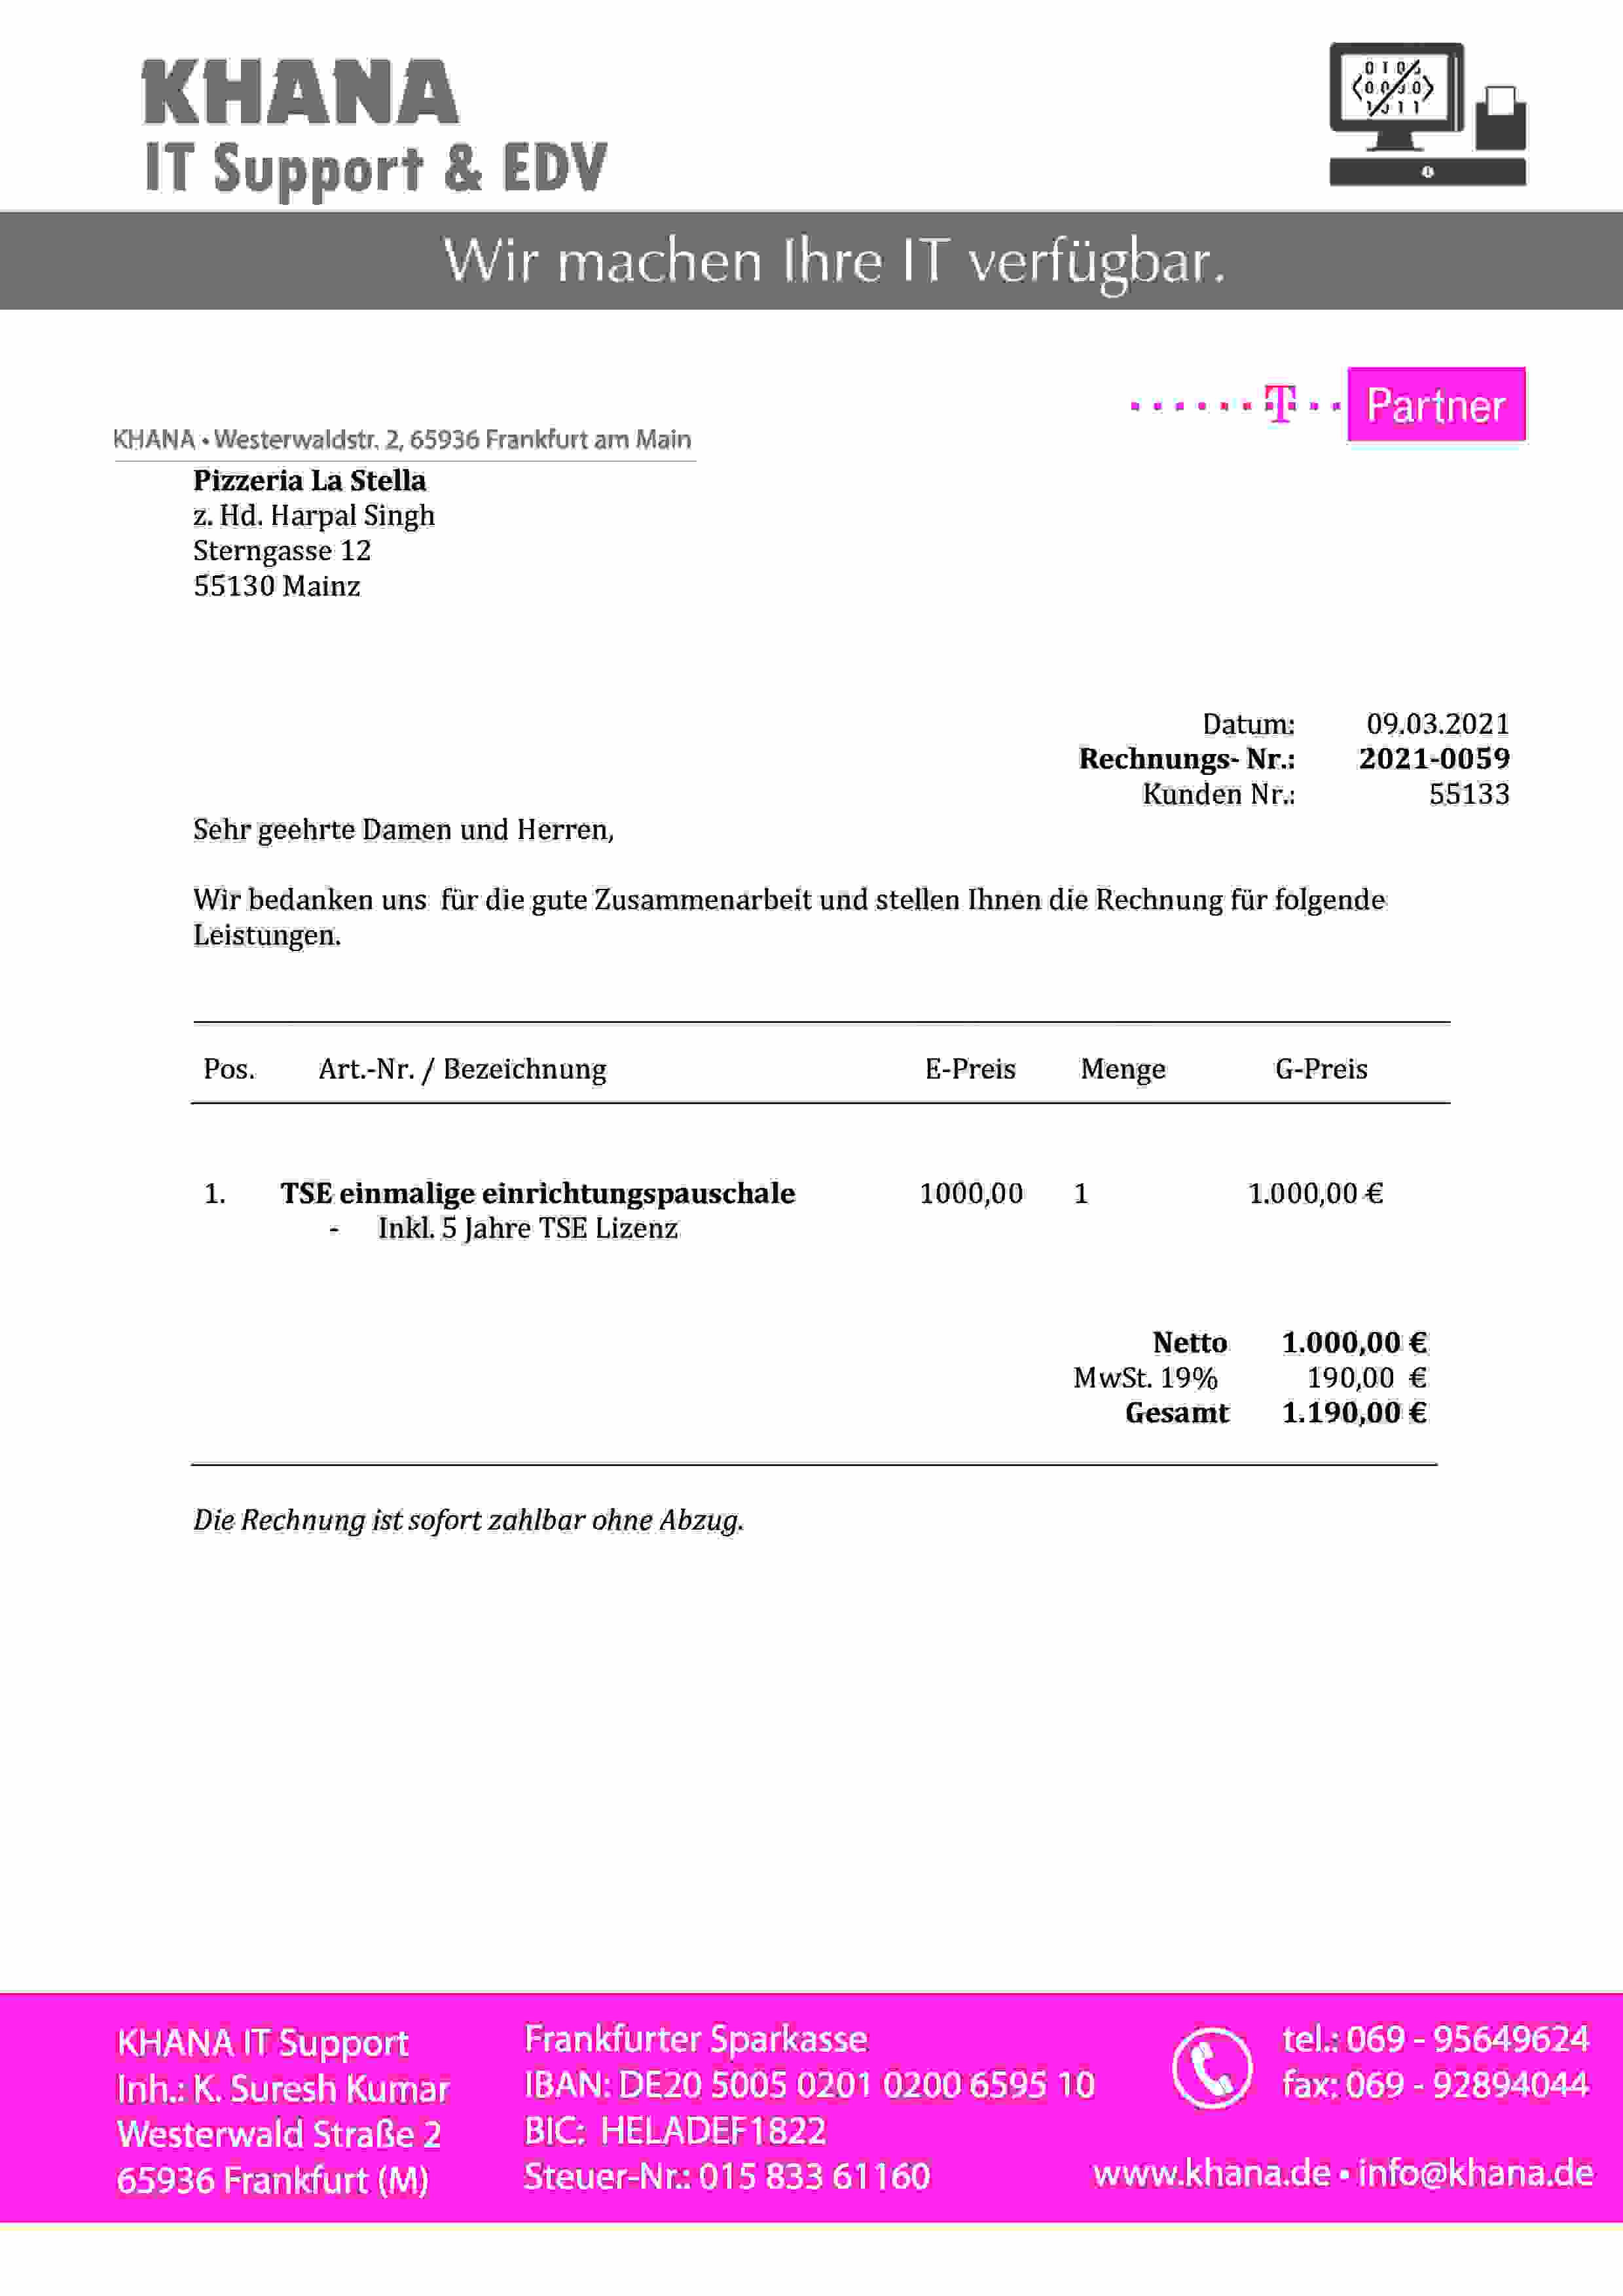 KHANA
IT Support & EDV
Wir machen Ihre IT verfügbar.
T Partner
KHANA • Westerwaldstr. 2, 65936 Frankfurt am Main
Pizzeria La Stella
z. Hd. Harpal Singh
Sterngasse 12
55130 Mainz
Datum: 09.03.2021
Rechnungs- Nr.: 2021-0059
Kunden Nr.: 55133
Sehr geehrte Damen und Herren,
Wir bedanken uns für die gute Zusammenarbeit und stellen Ihnen die Rechnung für folgende
Leistungen.
Pos. Art.-Nr. / Bezeichnung E-Preis Menge G-Preis
1. TSE einmalige einrichtungspauschale 1000,00 1 1.000,00 €
- Inkl. 5 Jahre TSE Lizenz
Netto 1.000,00 €
MwSt. 19% 190,00 €
Gesamt 1.190,00 €
Die Rechnung ist sofort zahlbar ohne Abzug.
KHANA IT Support
Inh.: K. Suresh Kumar
Westerwald Straße 2
65936 Frankfurt (M)
Frankfurter Sparkasse
IBAN: DE20 5005 0201 0200 6595 10
BIC: HELADEF1822
Steuer-Nr.: 015 833 61160
tel.: 069 - 95649624
fax: 069 - 92894044
www.khana.de • info@khana.de